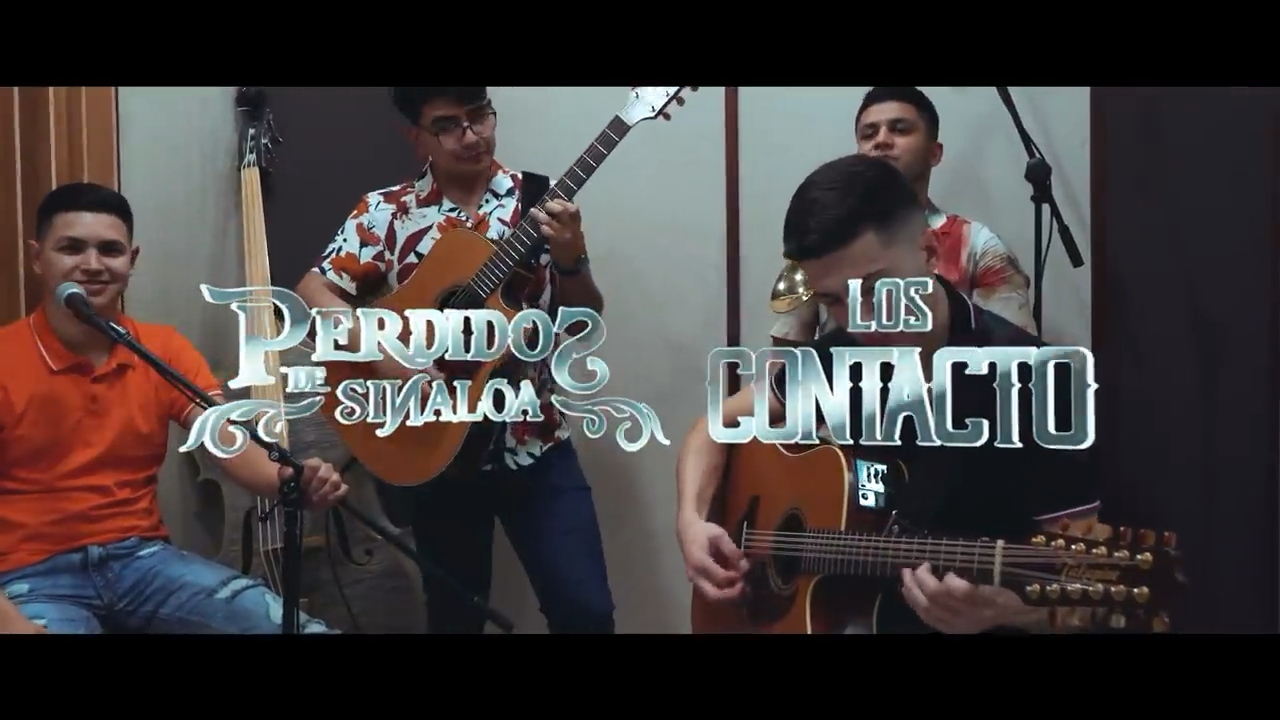 PERDIDOS
DE
SINALOA
LOS
CONTACTO